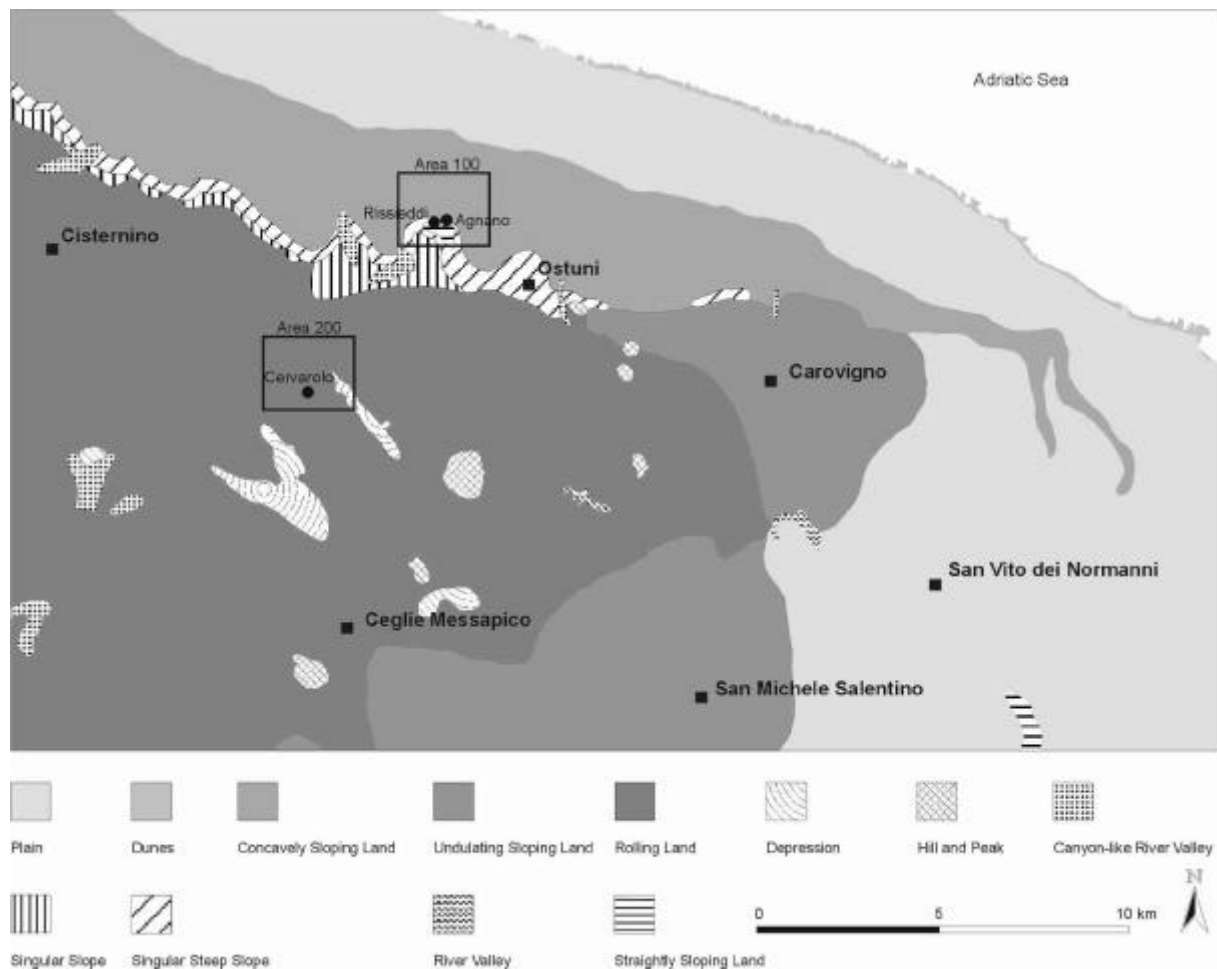 Adriatic Sea
Area 100
Rissieddi
Agnano
Cisternino
Ostuni
Area 200
Cervarolo
Carovigno
San Vito dei Normanni
Ceglie Messapico
San Michele Salentino
Plain
Dunes
Concavely Sloping Land
Undulating Sloping Land
Rolling Land
Depression
Hill and Peak
Canyon-like River Valley
N
0
5
10 km
Singular Slope
Singular Steep Slope
River Valley
Straightly Sloping Land